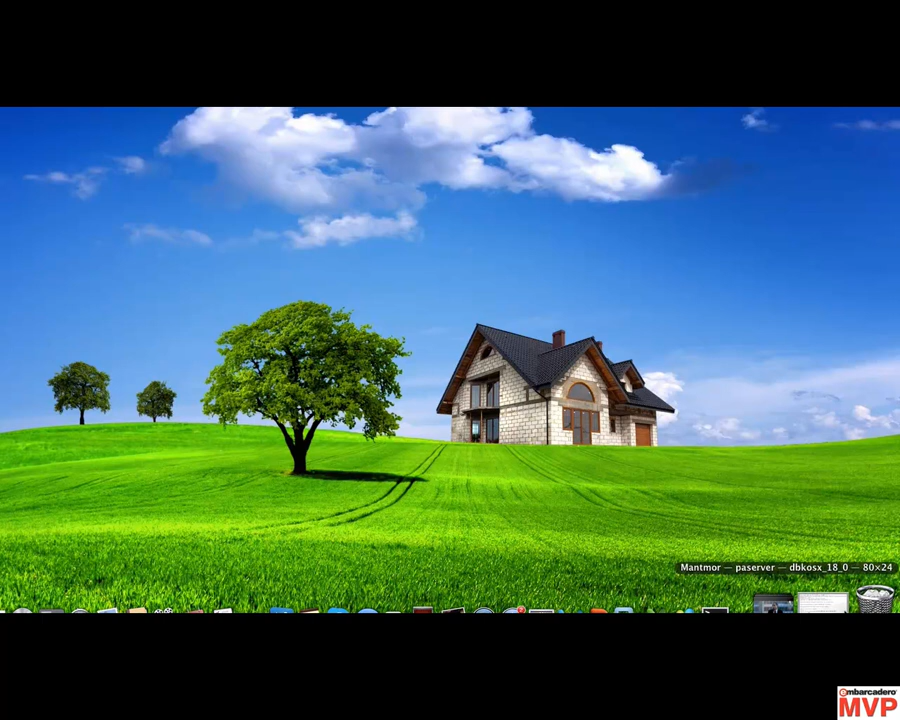 Mantmor — paserver — dbkosx_18_0 — 80×24
embarcadero
MVP